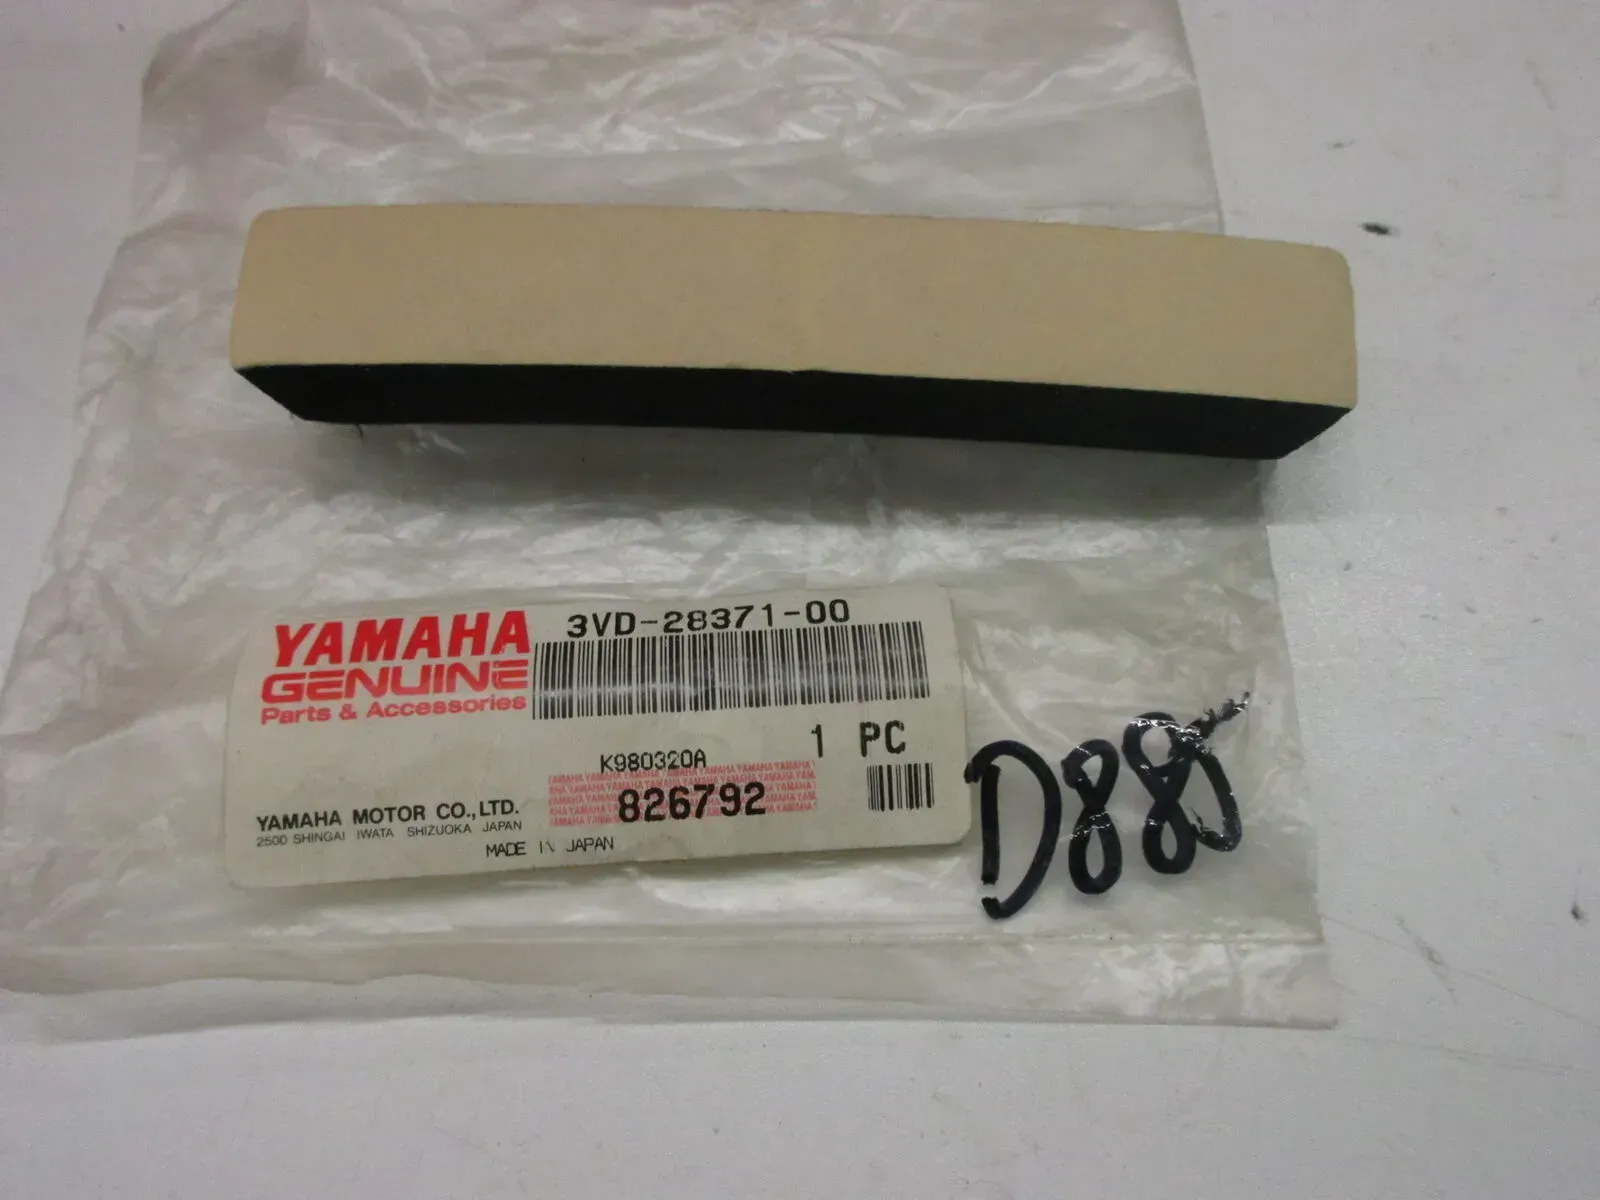 YAMAHA
GENUINE
Parts & Accessories
3VD-28371-00
1 PC
K980320A
826792
YAMAHA MOTOR CO.,LTD.
2500 SHINGAI IWATA SHIZUOKA JAPAN
MADE IN JAPAN